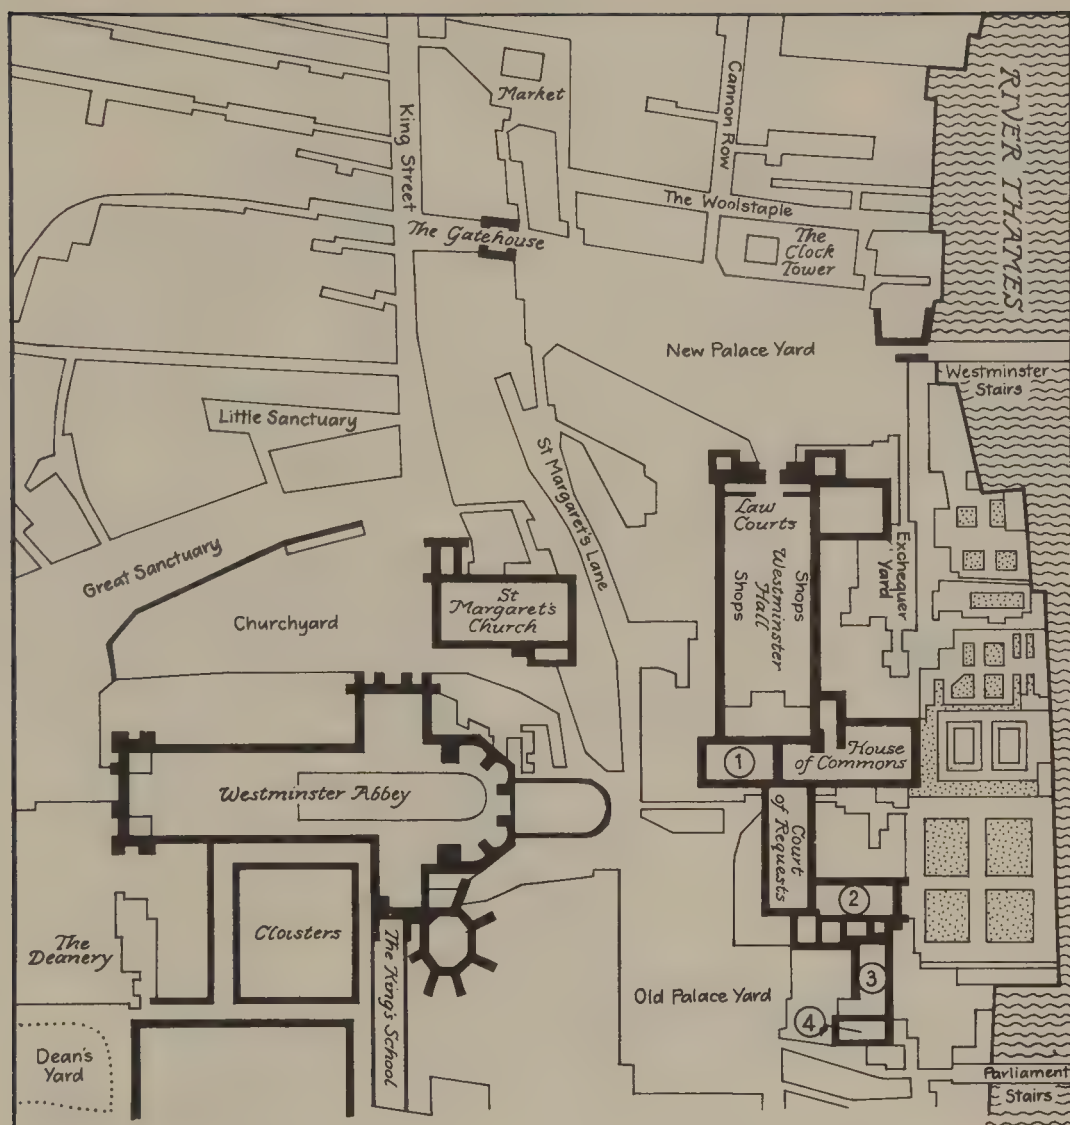 Market
King Street
Cannon Row
RIVER THAMES
The Woolstaple
The Gatehouse
The
Clock
Tower
New Palace Yard
Westminster
Stairs
Little Sanctuary
St Margaret's Lane
Law
Courts
Great Sanctuary
Shops
Westminster
Hall
Shops
Exchequer
Yard
St
Margaret's
Church
Churchyard
1
House
of Commons
Westminster Abbey
Court
of Requests
2
The
Deanery
Cloisters
The King's School
Old Palace Yard
3
4
Dean's
Yard
Parliament
Stairs